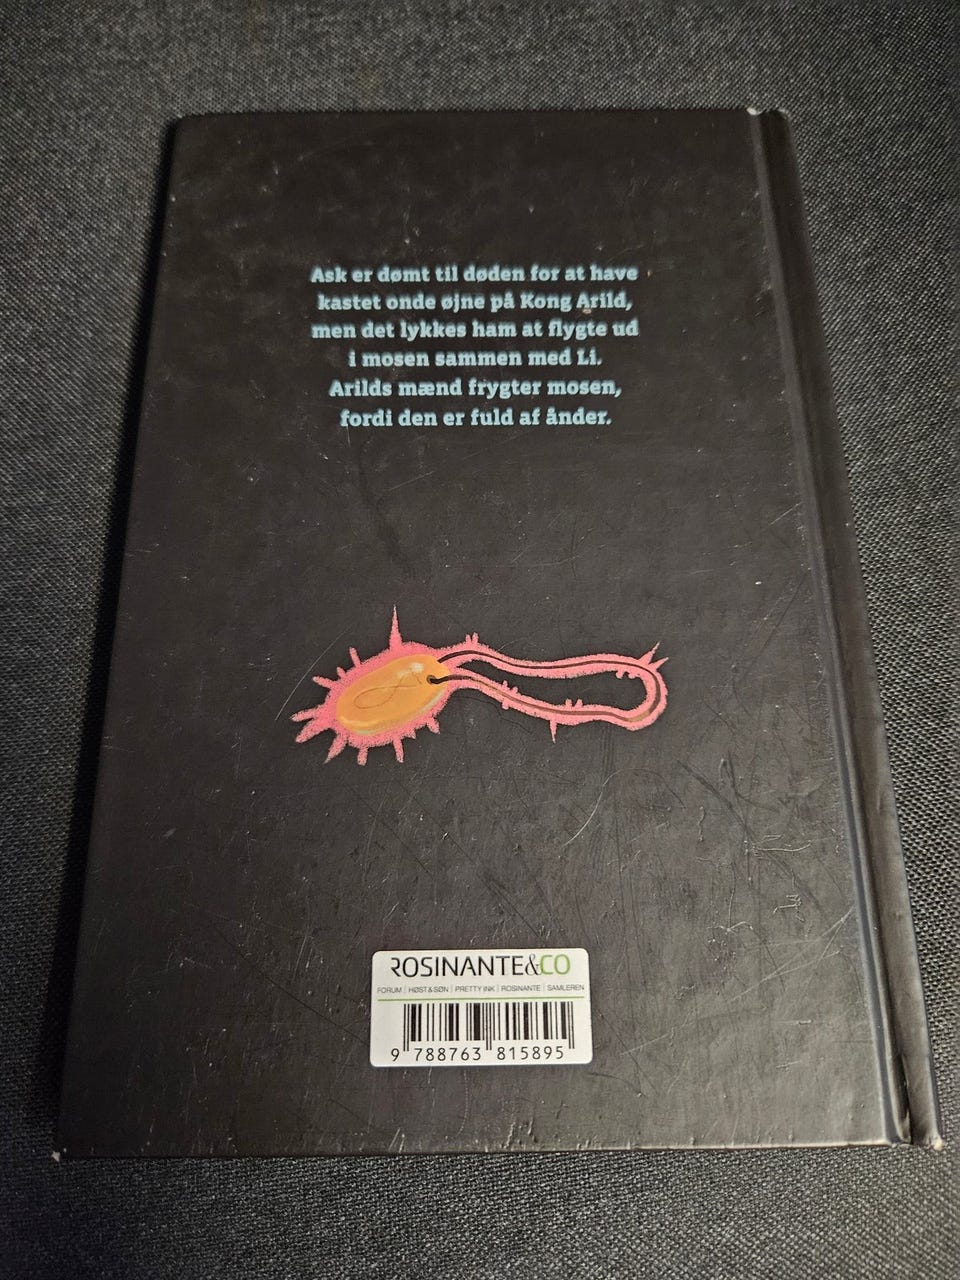 Ask er dømt til døden for at have
kastet onde øjne på Kong Arild,
men det lykkes ham at flygte ud
i mosen sammen med Li.
Arilds mænd frygter mosen,
fordi den er fuld af ånder.
ROSINANTE&CO
FORUM | HØST & SØN | PRETTY INK | ROSINANTE | SAMLEREN
9 788763 815895